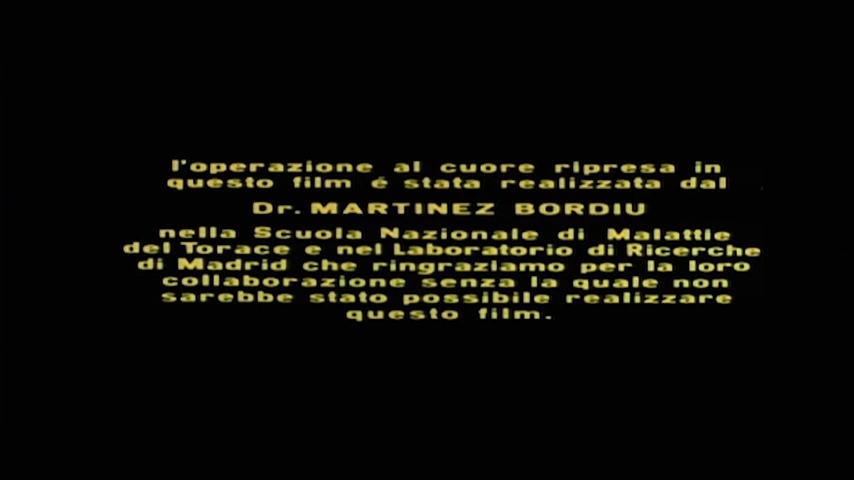 l'operazione al cuore ripresa in
questo film é stata realizzata dal
Dr. MARTINEZ BORDIU
nella Scuola Nazionale di Malattie
del Torace e nel Laboratorio di Ricerche
di Madrid che ringraziamo per la loro
collaborazione senza la quale non
sarebbe stato possibile realizzare
questo film.